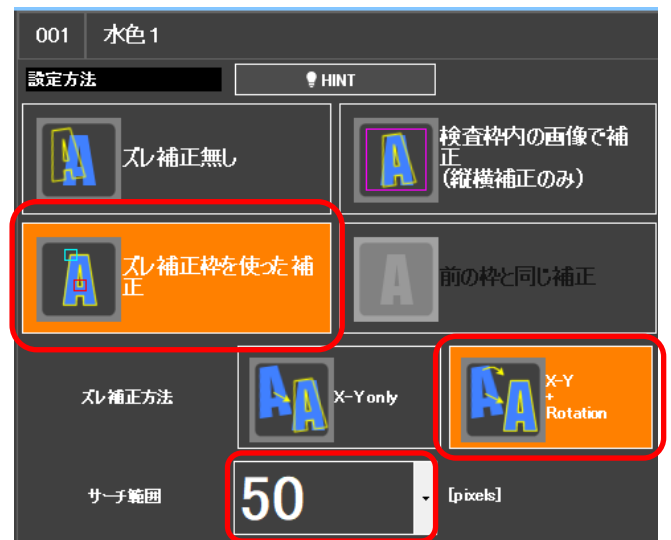 001 水色1
設定方法 HINT
ズレ補正無し
検査枠内の画像で補
正
(縦横補正のみ)
ズレ補正枠を使った補
正
前の枠と同じ補正
ズレ補正方法
X-Yonly
X-Y
+
Rotation
サーチ範囲 50 [pixels]